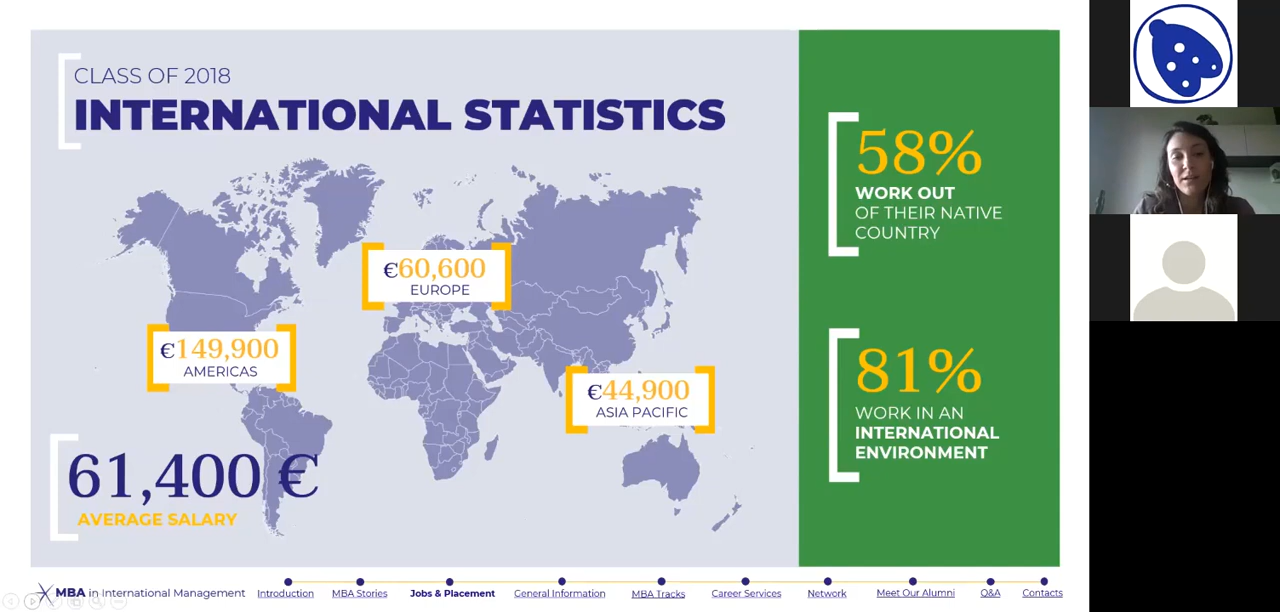 CLASS OF 2018
INTERNATIONAL STATISTICS
€60,600
EUROPE
€149,900
AMERICAS
€44,900
ASIA PACIFIC
61,400 €
AVERAGE SALARY
58%
WORK OUT
OF THEIR NATIVE
COUNTRY
81%
WORK IN AN
INTERNATIONAL
ENVIRONMENT
MBA in International Management
Introduction
MBA Stories
Jobs & Placement
General Information
MBA Tracks
Career Services
Network
Meet Our Alumni
Q&A
Contacts